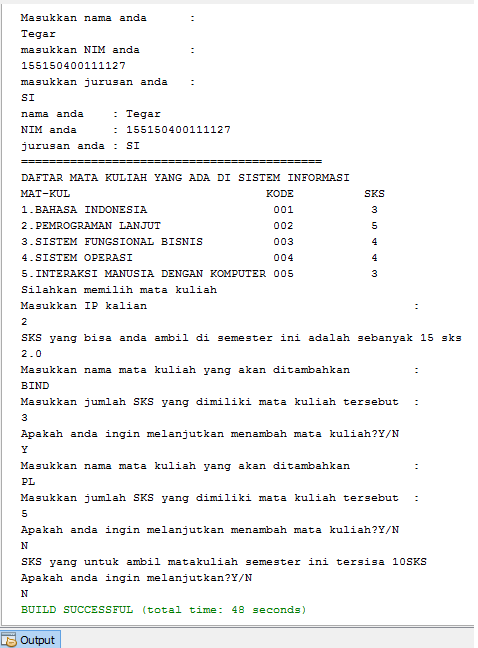 Masukkan nama anda      :
Tegar
masukkan NIM anda       :
155150400111127
masukkan jurusan anda   :
SI
nama anda    : Tegar
NIM anda     : 155150400111127
jurusan anda : SI
===========================================
DAFTAR MATA KULIAH YANG ADA DI SISTEM INFORMASI
MAT-KUL                            KODE          SKS
1.BAHASA INDONESIA                  001           3
2.PEMROGRAMAN LANJUT                002           5
3.SISTEM FUNGSIONAL BISNIS          003           4
4.SISTEM OPERASI                    004           4
5.INTERAKSI MANUSIA DENGAN KOMPUTER 005           3
Silahkan memilih mata kuliah
Masukkan IP kalian                                      :
2
SKS yang bisa anda ambil di semester ini adalah sebanyak 15 sks
2.0
Masukkan nama mata kuliah yang akan ditambahkan         :
BIND
Masukkan jumlah SKS yang dimiliki mata kuliah tersebut  :
3
Apakah anda ingin melanjutkan menambah mata kuliah?Y/N
Y
Masukkan nama mata kuliah yang akan ditambahkan         :
PL
Masukkan jumlah SKS yang dimiliki mata kuliah tersebut  :
5
Apakah anda ingin melanjutkan menambah mata kuliah?Y/N
N
SKS yang untuk ambil matakuliah semester ini tersisa 10SKS
Apakah anda ingin melanjutkan?Y/N
N
BUILD SUCCESSFUL (total time: 48 seconds)
Output